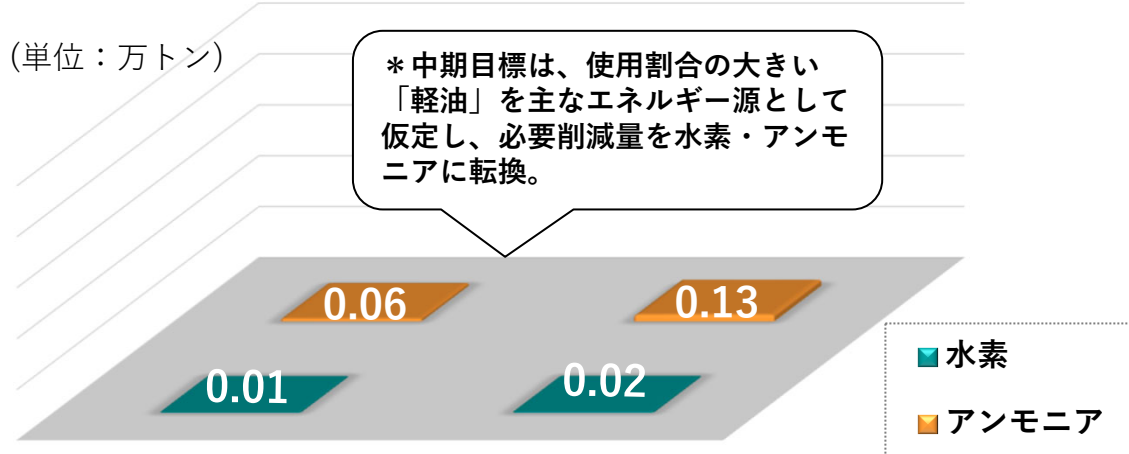 (単位：万トン)
＊中期目標は、使用割合の大きい
「軽油」を主なエネルギー源として
仮定し、必要削減量を水素・アンモ
ニアに転換。
0.06
0.13
0.01
0.02
水素
アンモニア